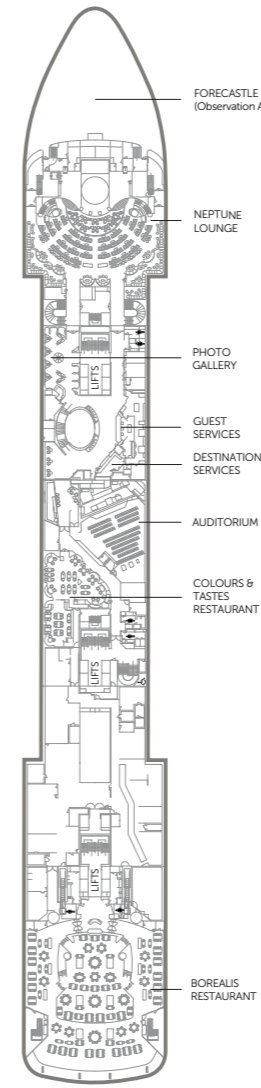 FORECASTLE
(Observation A
NEPTUNE
LOUNGE
PHOTO
GALLERY
LIFTS
GUEST
SERVICES
DESTINATION
SERVICES
AUDITORIUM
COLOURS &
TASTES
RESTAURANT
LIFTS
LIFTS
BOREALIS
RESTAURANT